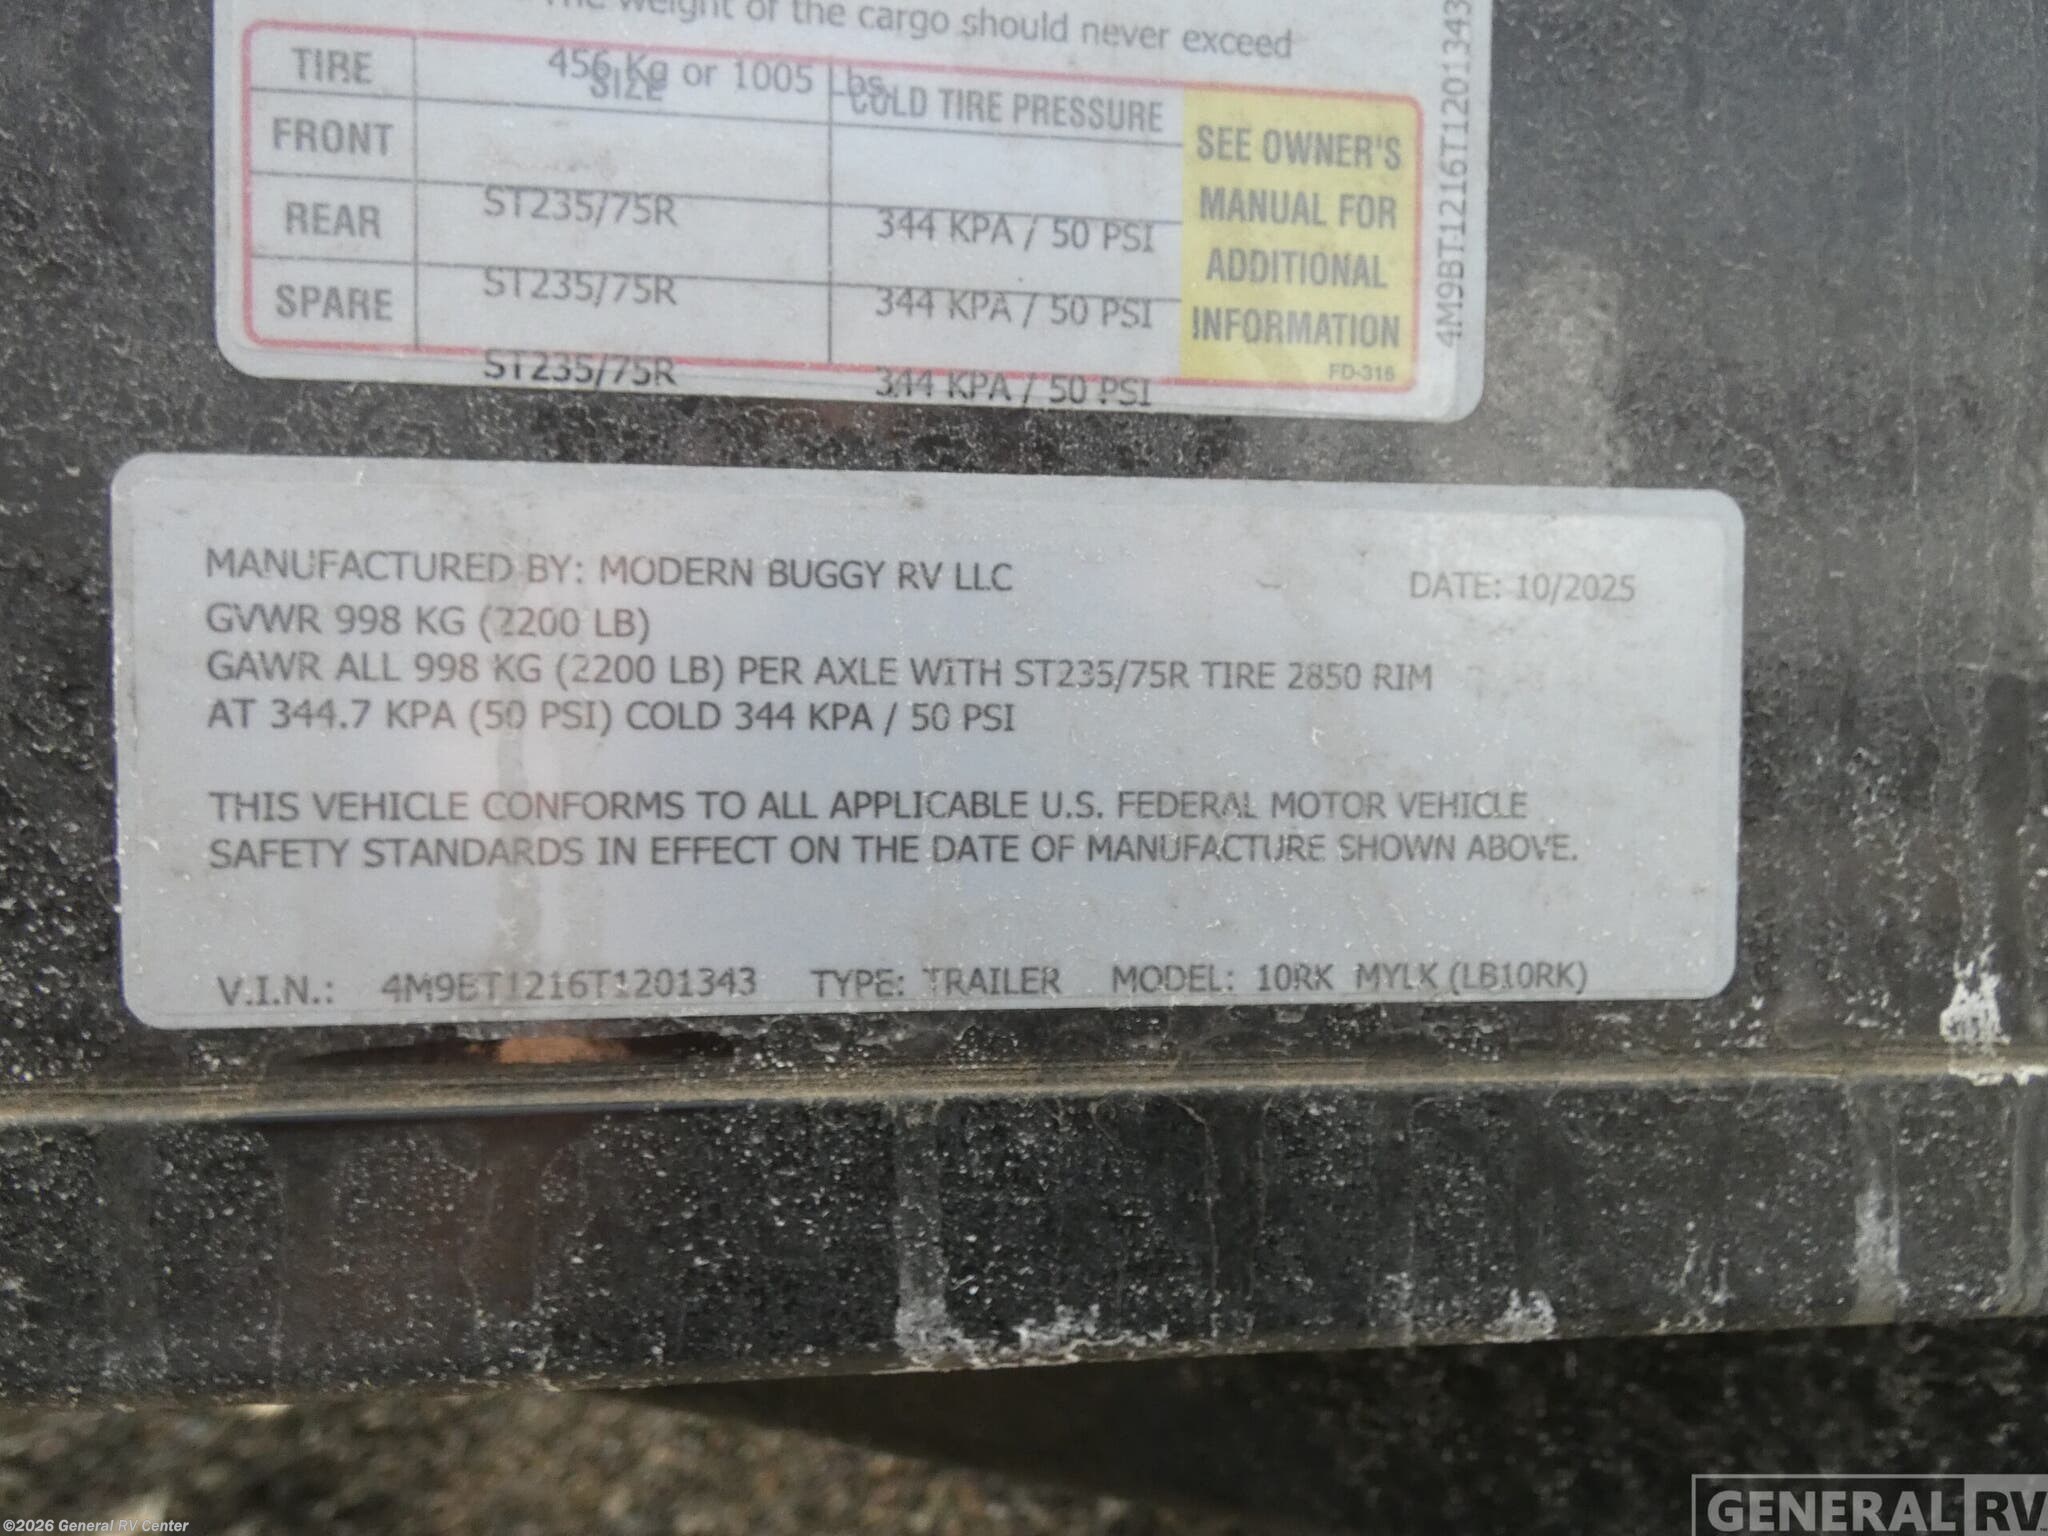 The weight of the cargo should never exceed
456 Kg or 1005 Lbs.
TIRE SIZE COLD TIRE PRESSURE
FRONT ST235/75R 344 KPA / 50 PSI
REAR ST235/75R 344 KPA / 50 PSI
SPARE ST235/75R 344 KPA / 50 PSI
SEE OWNER'S
MANUAL FOR
ADDITIONAL
INFORMATION
FD-316
4M9BT1216T1201343
MANUFACTURED BY: MODERN BUGGY RV LLC DATE: 10/2025
GVWR 998 KG (2200 LB)
GAWR ALL 998 KG (2200 LB) PER AXLE WITH ST235/75R TIRE 2850 RIM
AT 344.7 KPA (50 PSI) COLD 344 KPA / 50 PSI
THIS VEHICLE CONFORMS TO ALL APPLICABLE U.S. FEDERAL MOTOR VEHICLE
SAFETY STANDARDS IN EFFECT ON THE DATE OF MANUFACTURE SHOWN ABOVE.
V.I.N.: 4M9BT1216T1201343 TYPE: TRAILER MODEL: 10RK MYLK (LB10RK)
©2026 General RV Center
GENERAL RV